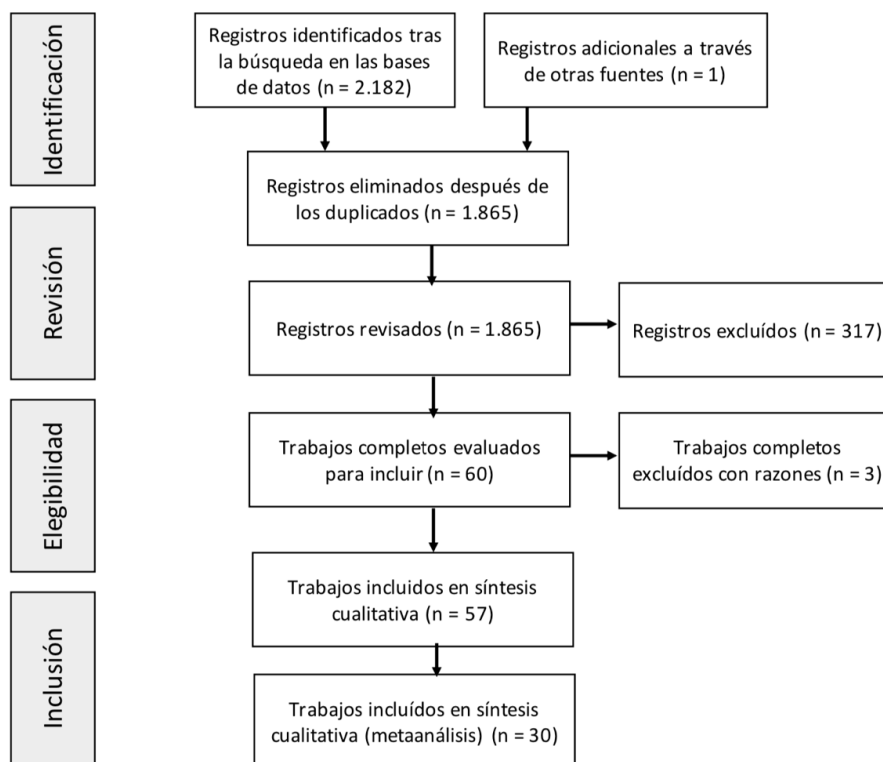 Identificación
Registros identificados tras
la búsqueda en las bases
de datos (n = 2.182)
Registros adicionales a través
de otras fuentes (n = 1)
Registros eliminados después de
los duplicados (n = 1.865)
Revisión
Registros revisados (n = 1.865)
Registros excluídos (n = 317)
Elegibilidad
Trabajos completos evaluados
para incluir (n = 60)
Trabajos completos
excluídos con razones (n = 3)
Inclusión
Trabajos incluidos en síntesis
cualitativa (n = 57)
Trabajos incluídos en síntesis
cualitativa (metaanálisis) (n = 30)